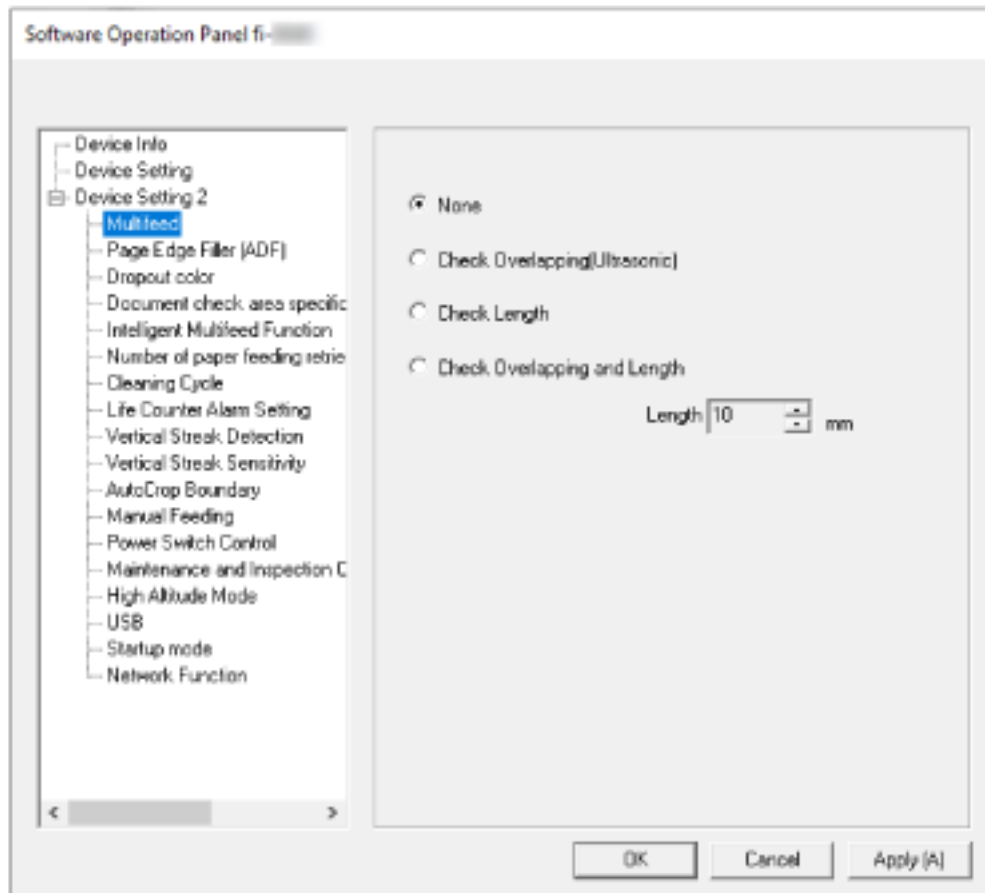 Software Operation Panel fi-
Device Info
Device Setting
Device Setting 2
Multifeed
Page Edge Filler (ADF)
Dropout color
Document check area specific
Intelligent Multifeed Function
Number of paper feeding retrie
Cleaning Cycle
Life Counter Alarm Setting
Vertical Streak Detection
Vertical Streak Sensitivity
AutoCrop Boundary
Manual Feeding
Power Switch Control
Maintenance and Inspection C
High Altitude Mode
USB
Startup mode
Network Function
None
Check Overlapping(Ultrasonic)
Check Length
Check Overlapping and Length
Length 10 mm
OK Cancel Apply (A)